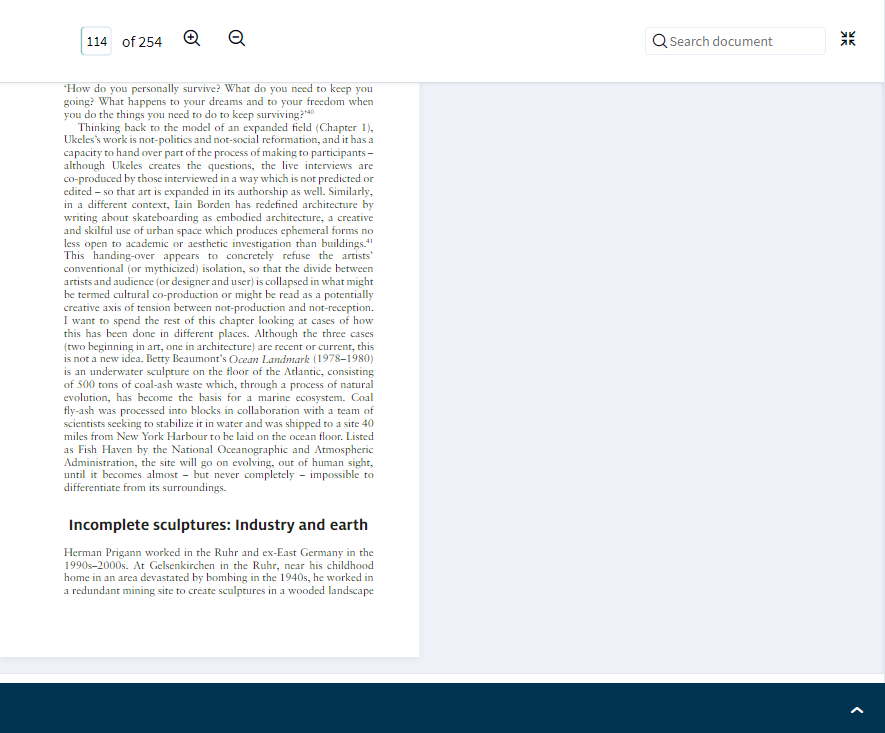 114 of 254
Search document
‘How do you personally survive? What do you need to keep you
going? What happens to your dreams and to your freedom when
you do the things you need to do to keep surviving?’⁴⁰
Thinking back to the model of an expanded field (Chapter 1),
Ukeles’s work is not-politics and not-social reformation, and it has a
capacity to hand over part of the process of making to participants –
although Ukeles creates the questions, the live interviews are
co-produced by those interviewed in a way which is not predicted or
edited – so that art is expanded in its authorship as well. Similarly,
in a different context, Iain Borden has redefined architecture by
writing about skateboarding as embodied architecture, a creative
and skilful use of urban space which produces ephemeral forms no
less open to academic or aesthetic investigation than buildings.⁴¹
This handing-over appears to concretely refuse the artists’
conventional (or mythicized) isolation, so that the divide between
artists and audience (or designer and user) is collapsed in what might
be termed cultural co-production or might be read as a potentially
creative axis of tension between not-production and not-reception.
I want to spend the rest of this chapter looking at cases of how
this has been done in different places. Although the three cases
(two beginning in art, one in architecture) are recent or current, this
is not a new idea. Betty Beaumont’s Ocean Landmark (1978–1980)
is an underwater sculpture on the floor of the Atlantic, consisting
of 500 tons of coal-ash waste which, through a process of natural
evolution, has become the basis for a marine ecosystem. Coal
fly-ash was processed into blocks in collaboration with a team of
scientists seeking to stabilize it in water and was shipped to a site 40
miles from New York Harbour to be laid on the ocean floor. Listed
as Fish Haven by the National Oceanographic and Atmospheric
Administration, the site will go on evolving, out of human sight,
until it becomes almost – but never completely – impossible to
differentiate from its surroundings.
Incomplete sculptures: Industry and earth
Herman Prigann worked in the Ruhr and ex-East Germany in the
1990s–2000s. At Gelsenkirchen in the Ruhr, near his childhood
home in an area devastated by bombing in the 1940s, he worked in
a redundant mining site to create sculptures in a wooded landscape